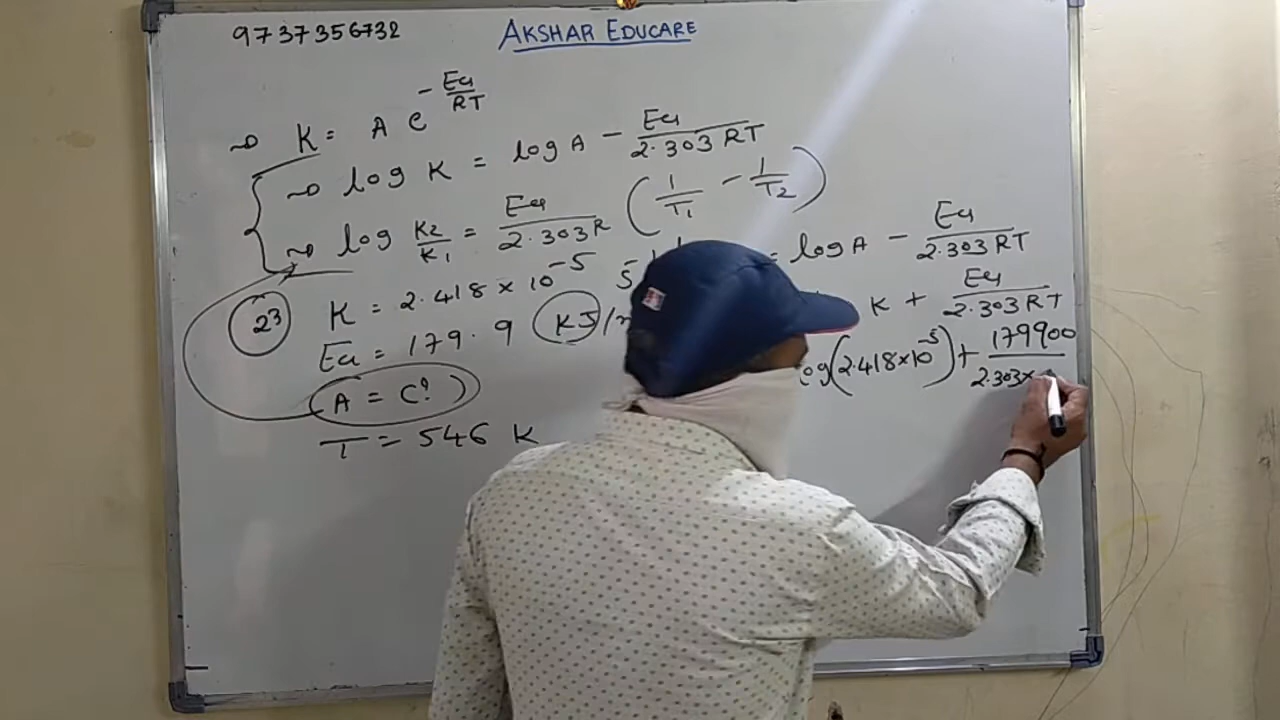 9737356732
AKSHAR EDUCARE
K = A e^{-Ea/RT}
log K = log A - Ea/2.303 RT
log K2/K1 = Ea/2.303 R (1/T1 - 1/T2)
23
K = 2.418 × 10^{-5} s^{-1}
Ea = 179.9 KJ/
A = (?)
T = 546 K
= log A - Ea/2.303 RT
K + Ea/2.303 RT
log(2.418×10^{-5}) + 179900/2.303×